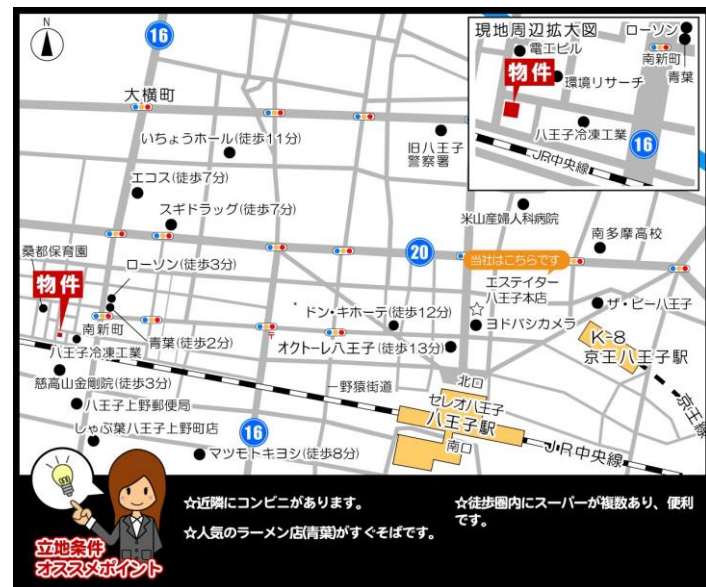 N
16
大横町
いちょうホール(徒歩11分)
エコス(徒歩7分)
スギドラッグ(徒歩7分)
旧八王子
警察署
現地周辺拡大図
ローソン
電工ビル
南新町
物件
青葉
環境リサーチ
八王子冷凍工業
16
JR中央線
米山産婦人科病院
南多摩高校
20
当社はこちらです
エステイター
八王子本店
桑都保育園
ローソン(徒歩3分)
物件
南新町
青葉(徒歩2分)
ドン・キホーテ(徒歩12分)
ヨドバシカメラ
ザ・ビー八王子
K-8
京王八王子駅
八王子冷凍工業
オクトーレ八王子(徒歩13分)
慈高山金剛院(徒歩3分)
野猿街道
北口
セレオ八王子
八王子駅
南口
京王線
八王子上野郵便局
しゃぶ葉八王子上野町店
16
マツモトキヨシ(徒歩8分)
JR中央線
☆近隣にコンビニがあります。
☆人気のラーメン店(青葉)がすぐそばです。
☆徒歩圏内にスーパーが複数あり、便利
です。
立地条件
オススメポイント